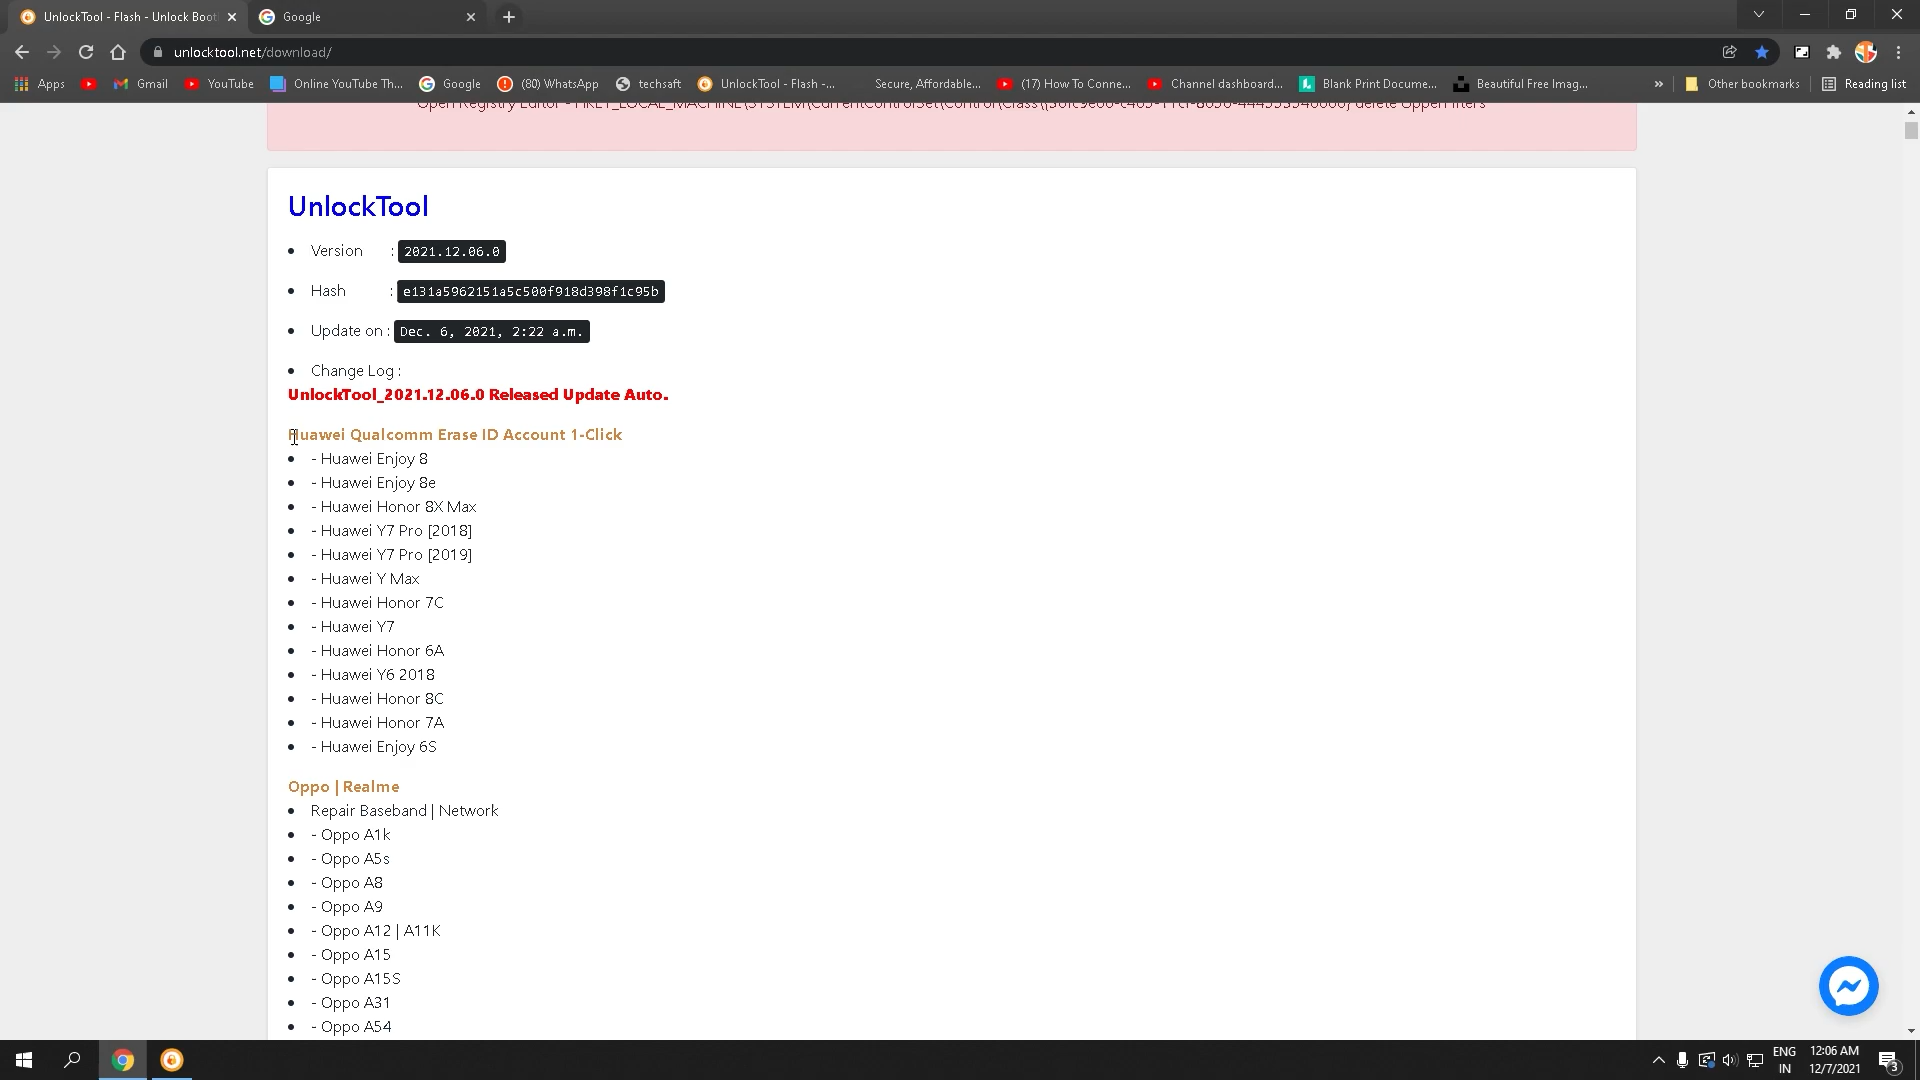 UnlockTool - Flash - Unlock Boot
Google
unlocktool.net/download/
Apps
Gmail
YouTube
Online YouTube Th...
Google
(80) WhatsApp
techsaft
UnlockTool - Flash -...
Secure, Affordable...
(17) How To Conne...
Channel dashboard...
Blank Print Docume...
Beautiful Free Imag...
»
Other bookmarks
Reading list
UnlockTool
• Version : 2021.12.06.0
• Hash : e131a5962151a5c500f918d398f1c95b
• Update on : Dec. 6, 2021, 2:22 a.m.
• Change Log :
UnlockTool_2021.12.06.0 Released Update Auto.
Huawei Qualcomm Erase ID Account 1-Click
• - Huawei Enjoy 8
• - Huawei Enjoy 8e
• - Huawei Honor 8X Max
• - Huawei Y7 Pro [2018]
• - Huawei Y7 Pro [2019]
• - Huawei Y Max
• - Huawei Honor 7C
• - Huawei Y7
• - Huawei Honor 6A
• - Huawei Y6 2018
• - Huawei Honor 8C
• - Huawei Honor 7A
• - Huawei Enjoy 6S
Oppo | Realme
• Repair Baseband | Network
• - Oppo A1k
• - Oppo A5s
• - Oppo A8
• - Oppo A9
• - Oppo A12 | A11K
• - Oppo A15
• - Oppo A15S
• - Oppo A31
• - Oppo A54
ENG
IN
12:06 AM
12/7/2021
3